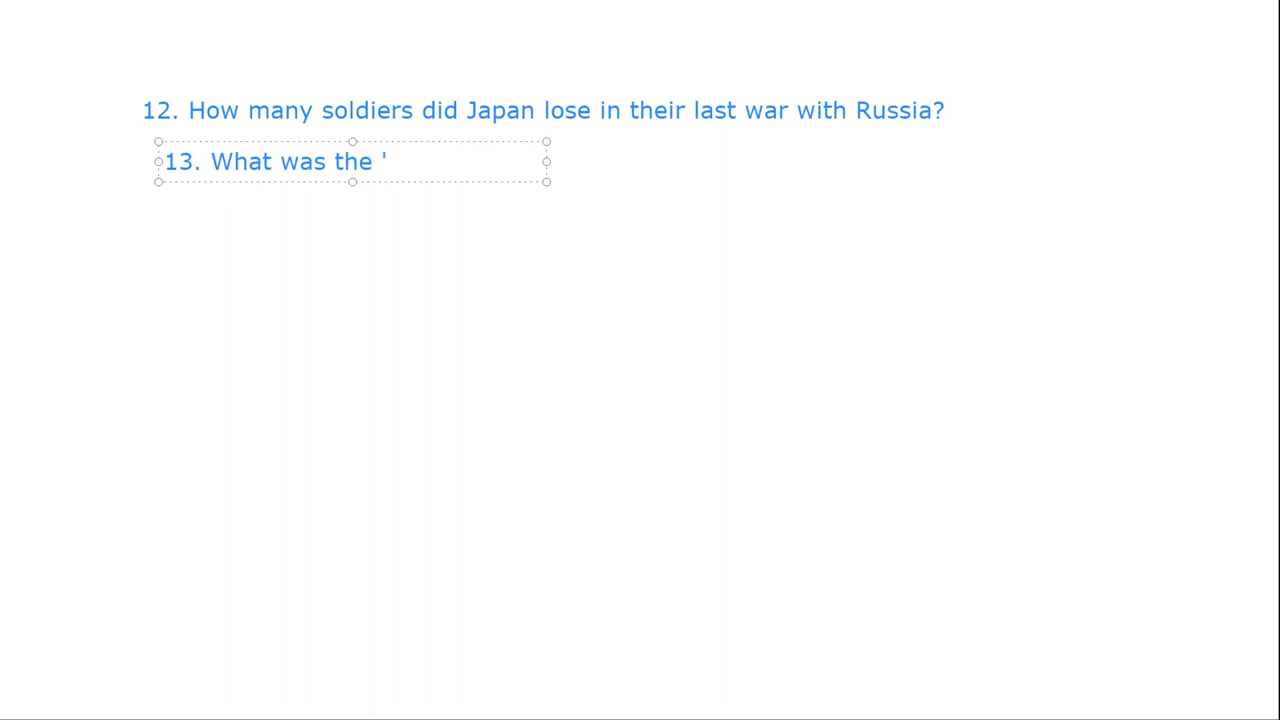 12. How many soldiers did Japan lose in their last war with Russia?
13. What was the '